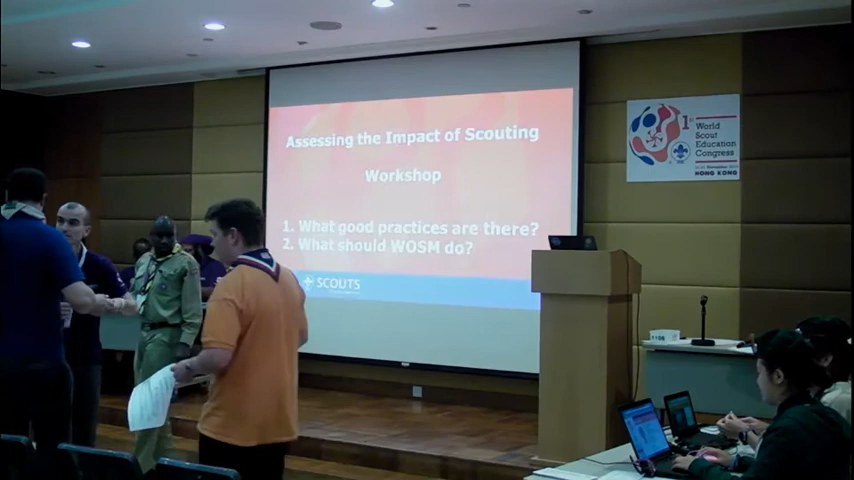 Assessing the Impact of Scouting
Workshop
1. What good practices are there?
2. What should WOSM do?
SCOUTS
1st
World
Scout
Education
Congress
HONG KONG